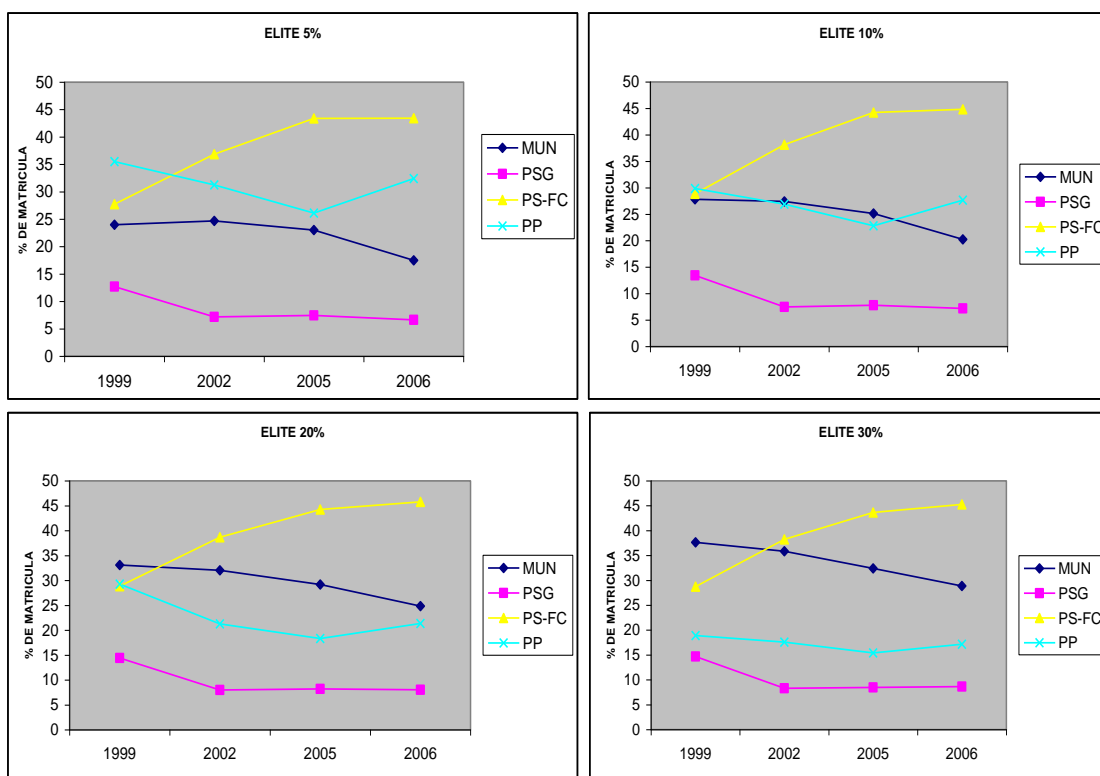 ELITE 5%
50
45
40
35
30
25
20
15
10
5
0
% DE MATRICULA
1999 2002 2005 2006
MUN
PSG
PS-FC
PP
ELITE 10%
50
45
40
35
30
25
20
15
10
5
0
% DE MATRICULA
1999 2002 2005 2006
MUN
PSG
PS-FC
PP
ELITE 20%
50
45
40
35
30
25
20
15
10
5
0
% DE MATRICULA
1999 2002 2005 2006
MUN
PSG
PS-FC
PP
ELITE 30%
50
45
40
35
30
25
20
15
10
5
0
% DE MATRICULA
1999 2002 2005 2006
MUN
PSG
PS-FC
PP